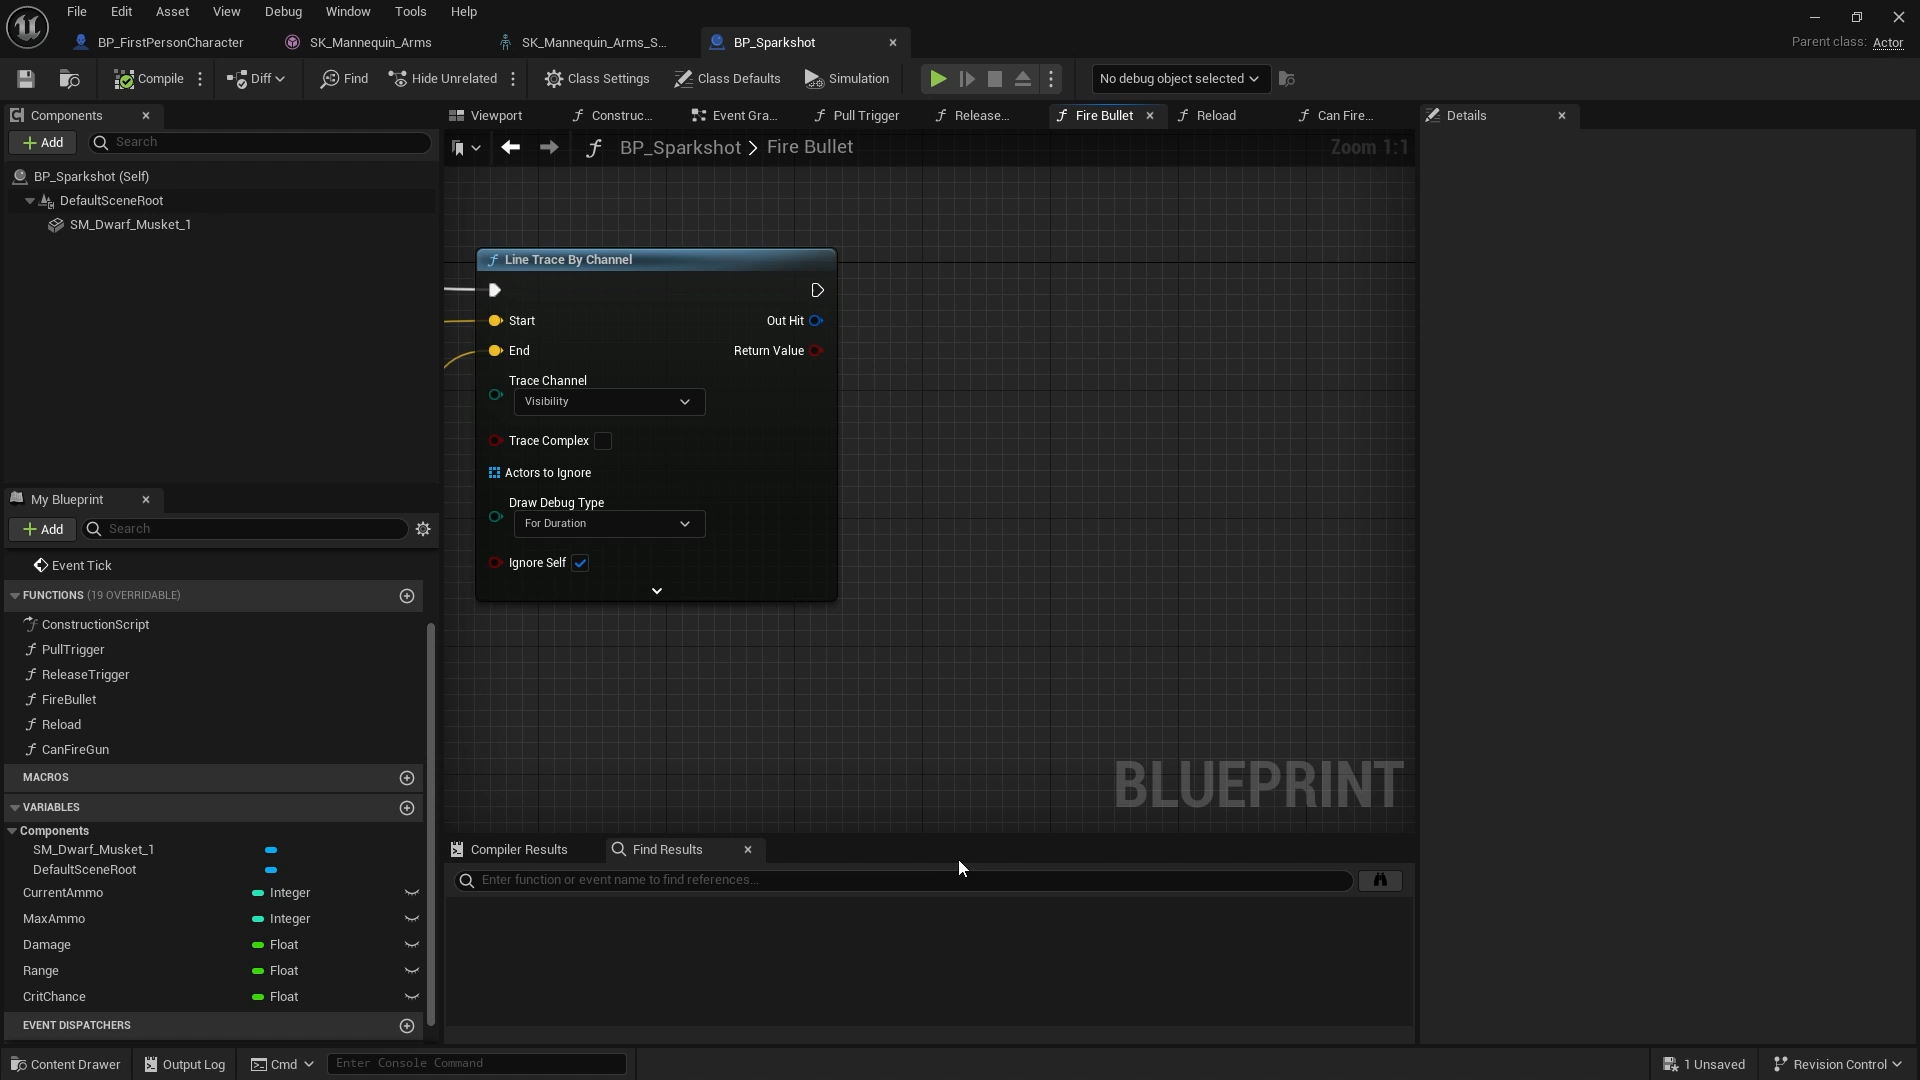 File Edit Asset View Debug Window Tools Help
BP_FirstPersonCharacter SK_Mannequin_Arms SK_Mannequin_Arms_S... BP_Sparkshot Parent class: Actor
Compile Diff Find Hide Unrelated Class Settings Class Defaults Simulation No debug object selected
Components
Add Search
BP_Sparkshot (Self)
DefaultSceneRoot
SM_Dwarf_Musket_1
Viewport Construc... Event Gra... Pull Trigger Release... Fire Bullet Reload Can Fire...
BP_Sparkshot > Fire Bullet Zoom 1:1
Line Trace By Channel
Start Out Hit
End Return Value
Trace Channel
Visibility
Trace Complex
Actors to Ignore
Draw Debug Type
For Duration
Ignore Self
BLUEPRINT
Details
My Blueprint
Add Search
Event Tick
FUNCTIONS (19 OVERRIDABLE)
ConstructionScript
PullTrigger
ReleaseTrigger
FireBullet
Reload
CanFireGun
MACROS
VARIABLES
Components
SM_Dwarf_Musket_1
DefaultSceneRoot
CurrentAmmo Integer
MaxAmmo Integer
Damage Float
Range Float
CritChance Float
EVENT DISPATCHERS
Compiler Results Find Results
Enter function or event name to find references...
Content Drawer Output Log Cmd Enter Console Command 1 Unsaved Revision Control